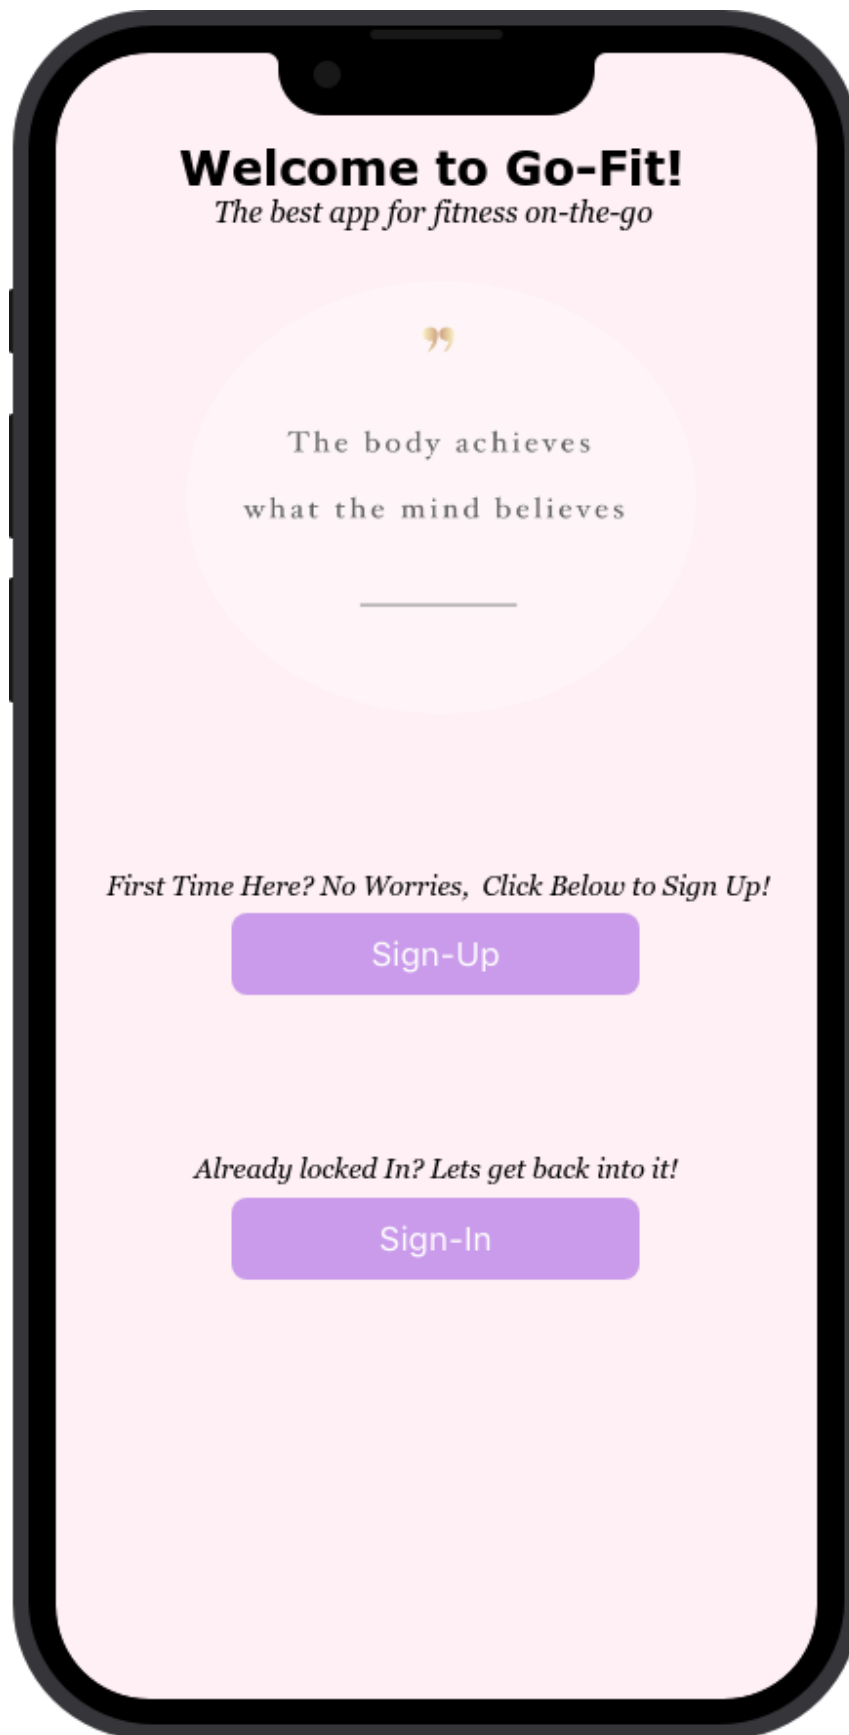 Welcome to Go-Fit!
The best app for fitness on-the-go
”
The body achieves
what the mind believes
First Time Here? No Worries,  Click Below to Sign Up!
Sign-Up
Already locked In? Lets get back into it!
Sign-In